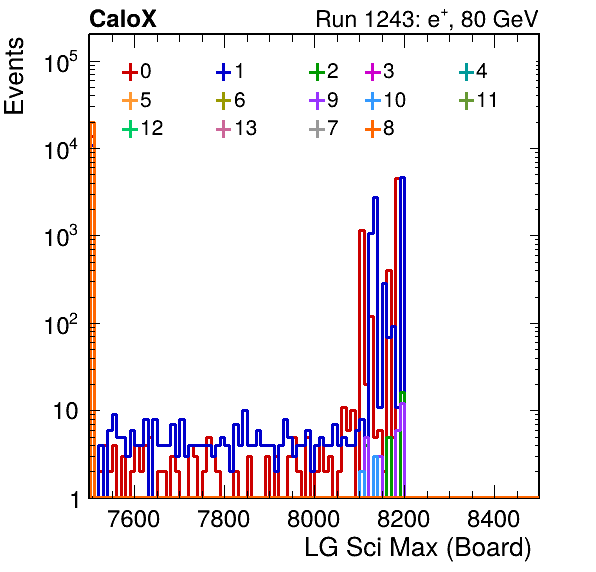 CaloX Run 1243: e⁺, 80 GeV
Events
10⁵
10⁴
10³
10²
10
1
0 1 2 3 4
5 6 9 10 11
12 13 7 8
7600 7800 8000 8200 8400
LG Sci Max (Board)